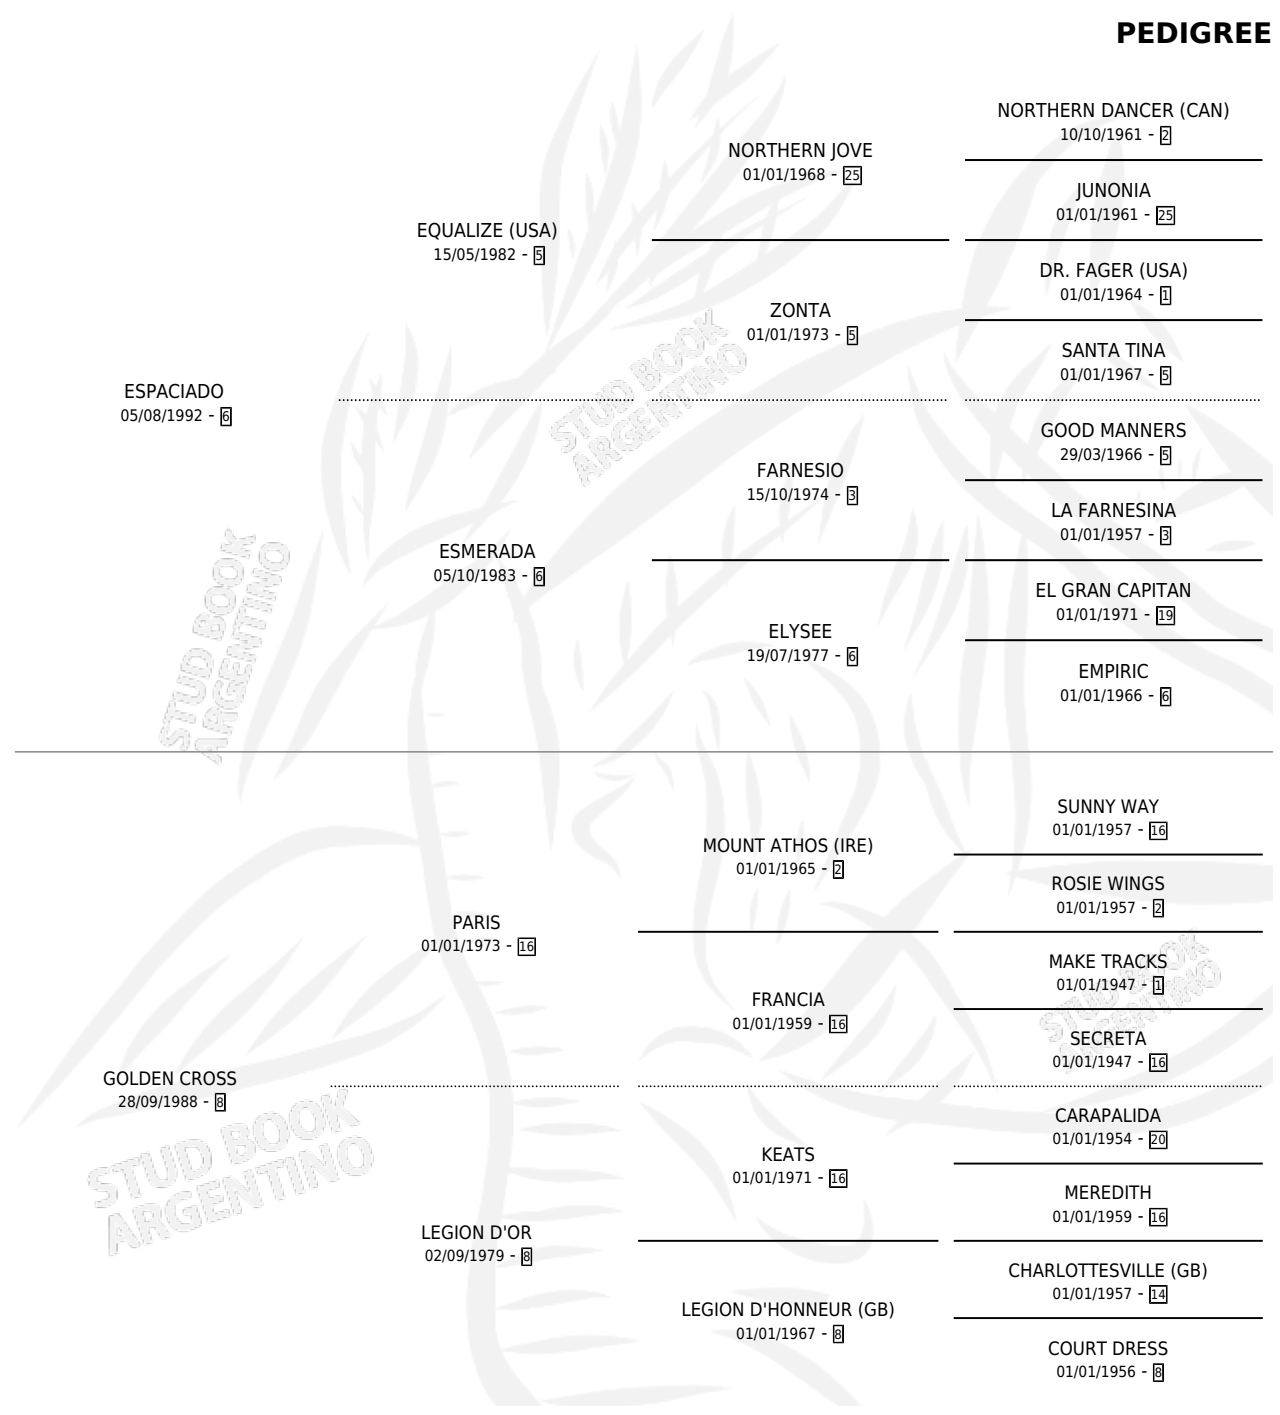 PEDIGREE
NORTHERN DANCER (CAN)
10/10/1961 - 2
NORTHERN JOVE
01/01/1968 - 25
JUNONIA
01/01/1961 - 25
EQUALIZE (USA)
15/05/1982 - 5
DR. FAGER (USA)
01/01/1964 - 1
ZONTA
01/01/1973 - 5
SANTA TINA
01/01/1967 - 5
ESPACIADO
05/08/1992 - 6
STUD BOOK
ARGENTINO
GOOD MANNERS
29/03/1966 - 5
FARNESIO
15/10/1974 - 3
LA FARNESINA
01/01/1957 - 3
ESMERADA
05/10/1983 - 6
EL GRAN CAPITAN
01/01/1971 - 19
ELYSEE
19/07/1977 - 6
EMPIRIC
01/01/1966 - 6
STUD BOOK
ARGENTINO
SUNNY WAY
01/01/1957 - 16
MOUNT ATHOS (IRE)
01/01/1965 - 2
ROSIE WINGS
01/01/1957 - 2
PARIS
01/01/1973 - 16
MAKE TRACKS
01/01/1947 - 1
STUD BOOK
ARGENTINO
FRANCIA
01/01/1959 - 16
SECRETA
01/01/1947 - 16
GOLDEN CROSS
28/09/1988 - 8
STUD BOOK
ARGENTINO
CARAPALIDA
01/01/1954 - 20
KEATS
01/01/1971 - 16
MEREDITH
01/01/1959 - 16
LEGION D'OR
02/09/1979 - 8
CHARLOTTESVILLE (GB)
01/01/1957 - 14
LEGION D'HONNEUR (GB)
01/01/1967 - 8
COURT DRESS
01/01/1956 - 8